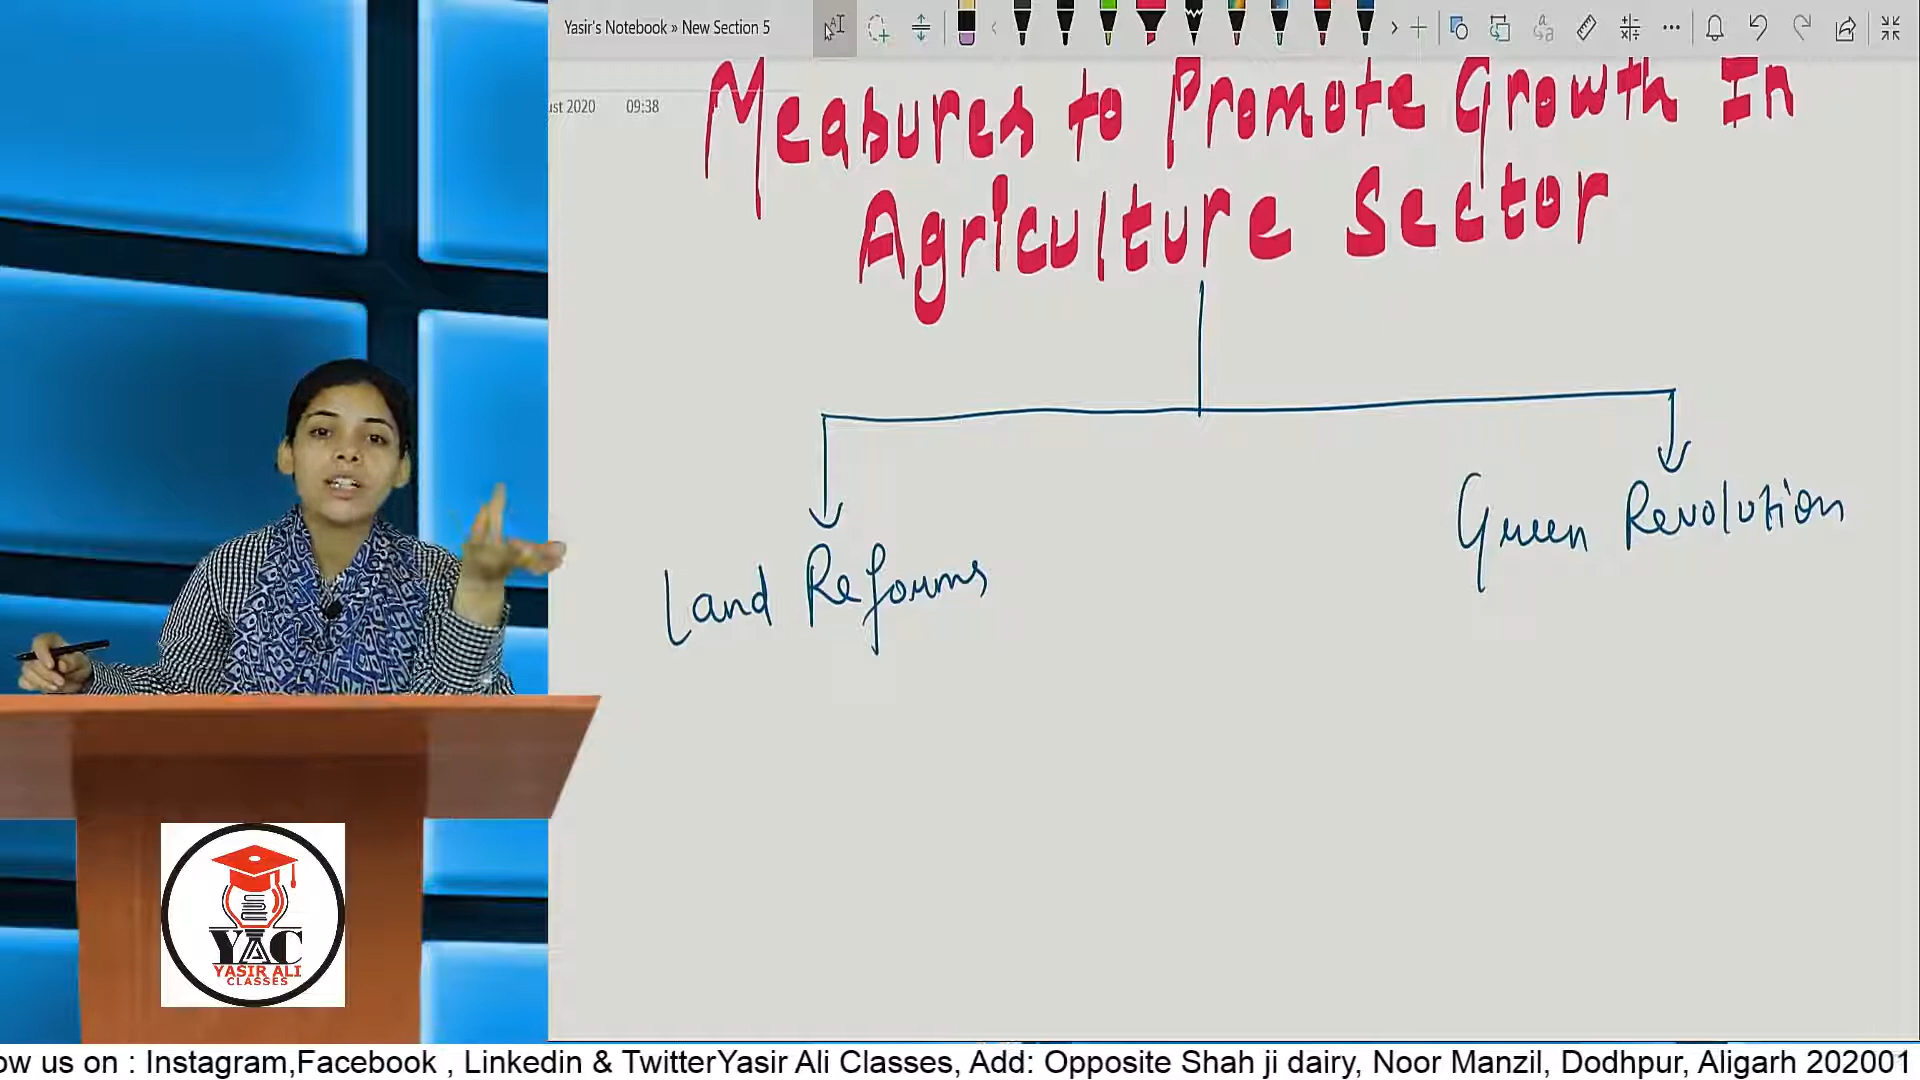 Yasir's Notebook » New Section 5
ust 2020 09:38
Measures to Promote Growth In
Agriculture Sector
Land Reforms
Green Revolution
YAC
YASIR ALI
CLASSES
ow us on : Instagram,Facebook , Linkedin & TwitterYasir Ali Classes, Add: Opposite Shah ji dairy, Noor Manzil, Dodhpur, Aligarh 202001